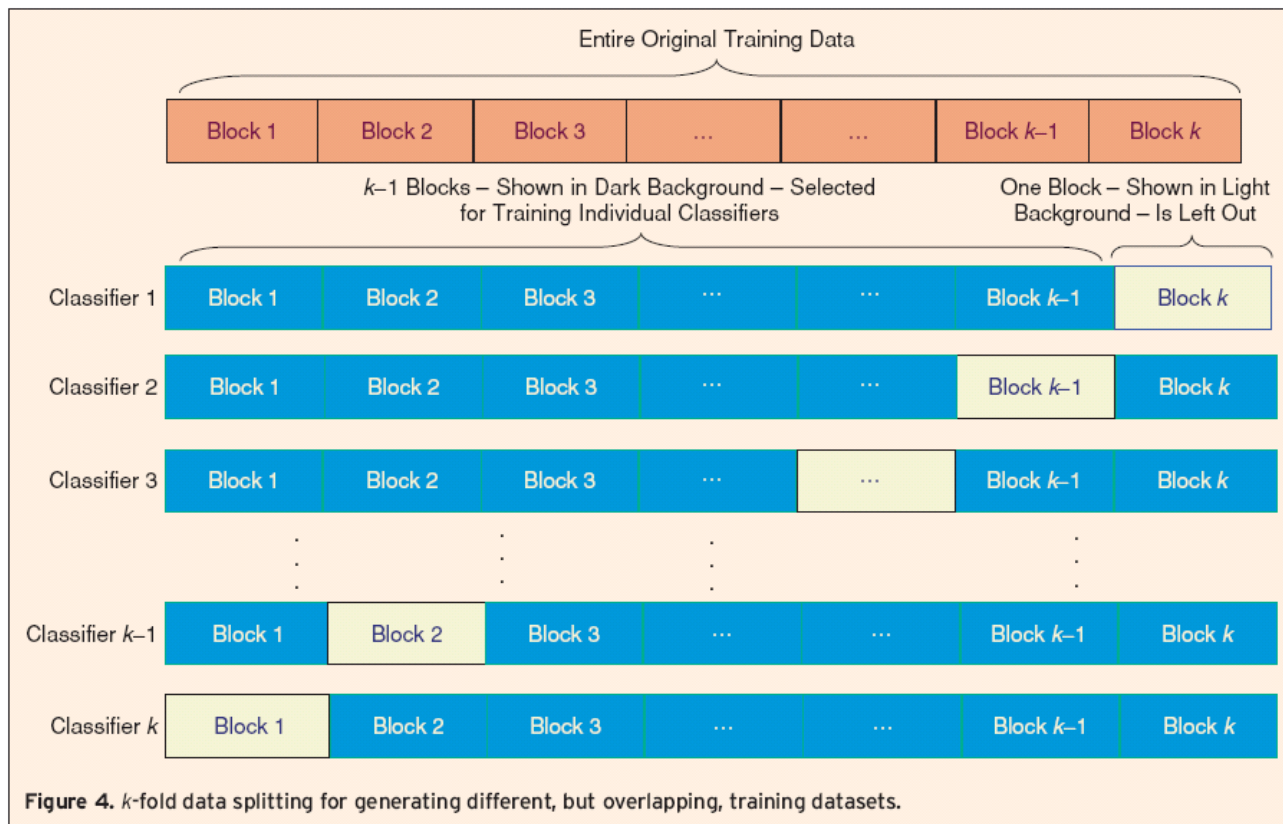 Entire Original Training Data
Block 1 Block 2 Block 3 ... ... Block k–1 Block k
k–1 Blocks – Shown in Dark Background – Selected
for Training Individual Classifiers
One Block – Shown in Light
Background – Is Left Out
Classifier 1 Block 1 Block 2 Block 3 ... ... Block k–1 Block k
Classifier 2 Block 1 Block 2 Block 3 ... ... Block k–1 Block k
Classifier 3 Block 1 Block 2 Block 3 ... ... Block k–1 Block k
Classifier k–1 Block 1 Block 2 Block 3 ... ... Block k–1 Block k
Classifier k Block 1 Block 2 Block 3 ... ... Block k–1 Block k
Figure 4. k-fold data splitting for generating different, but overlapping, training datasets.